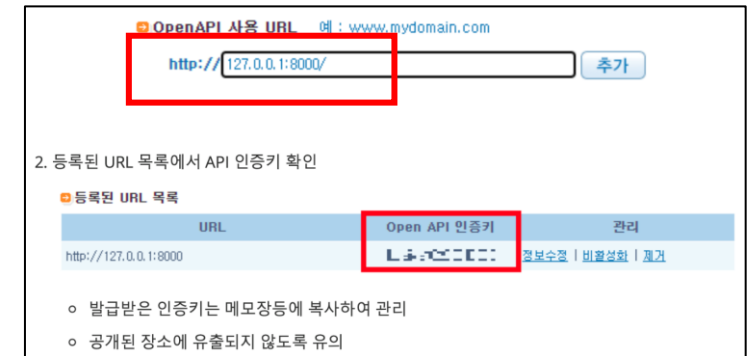 OpenAPI 사용 URL 예 : www.mydomain.com
http:// 127.0.0.1:8000/ 추가
2. 등록된 URL 목록에서 API 인증키 확인
등록된 URL 목록
URL Open API 인증키 관리
http://127.0.0.1:8000 정보수정 | 비활성화 | 제거
발급받은 인증키는 메모장등에 복사하여 관리
공개된 장소에 유출되지 않도록 유의